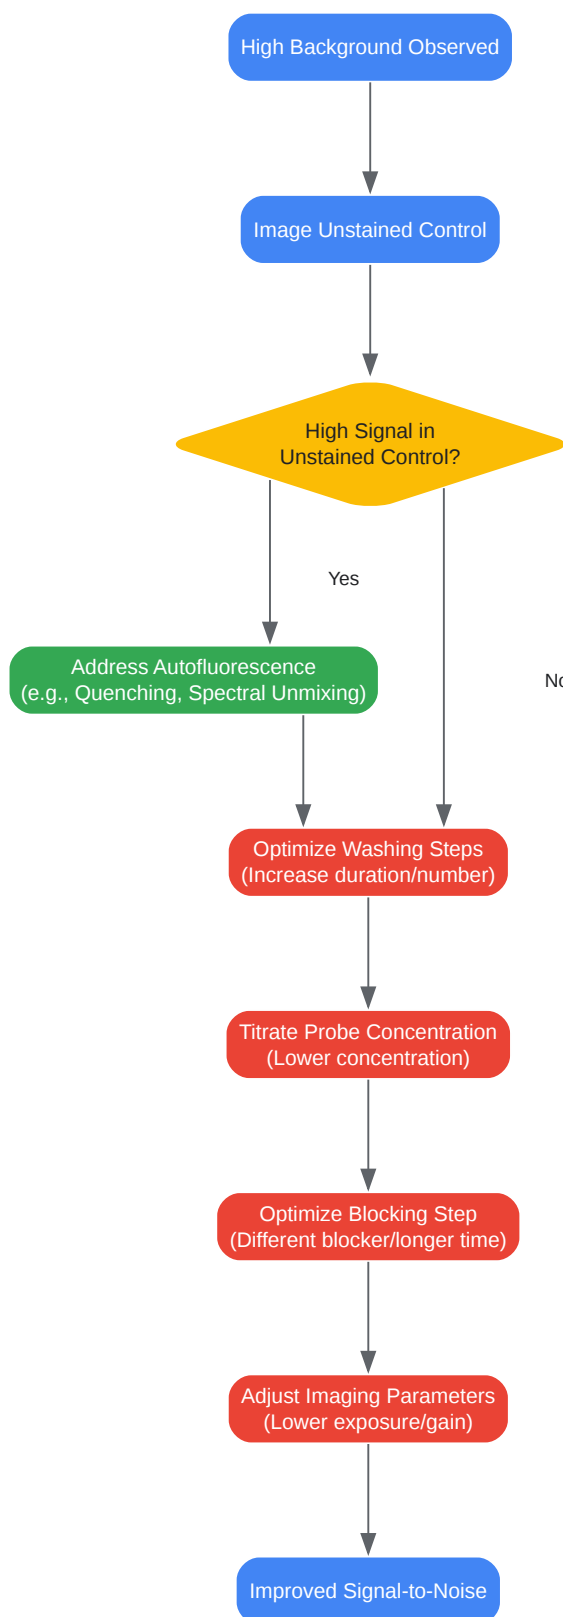 High Background Observed
Image Unstained Control
High Signal in
Unstained Control?
Yes
Address Autofluorescence
(e.g., Quenching, Spectral Unmixing)
No
Optimize Washing Steps
(Increase duration/number)
Titrate Probe Concentration
(Lower concentration)
Optimize Blocking Step
(Different blocker/longer time)
Adjust Imaging Parameters
(Lower exposure/gain)
Improved Signal-to-Noise